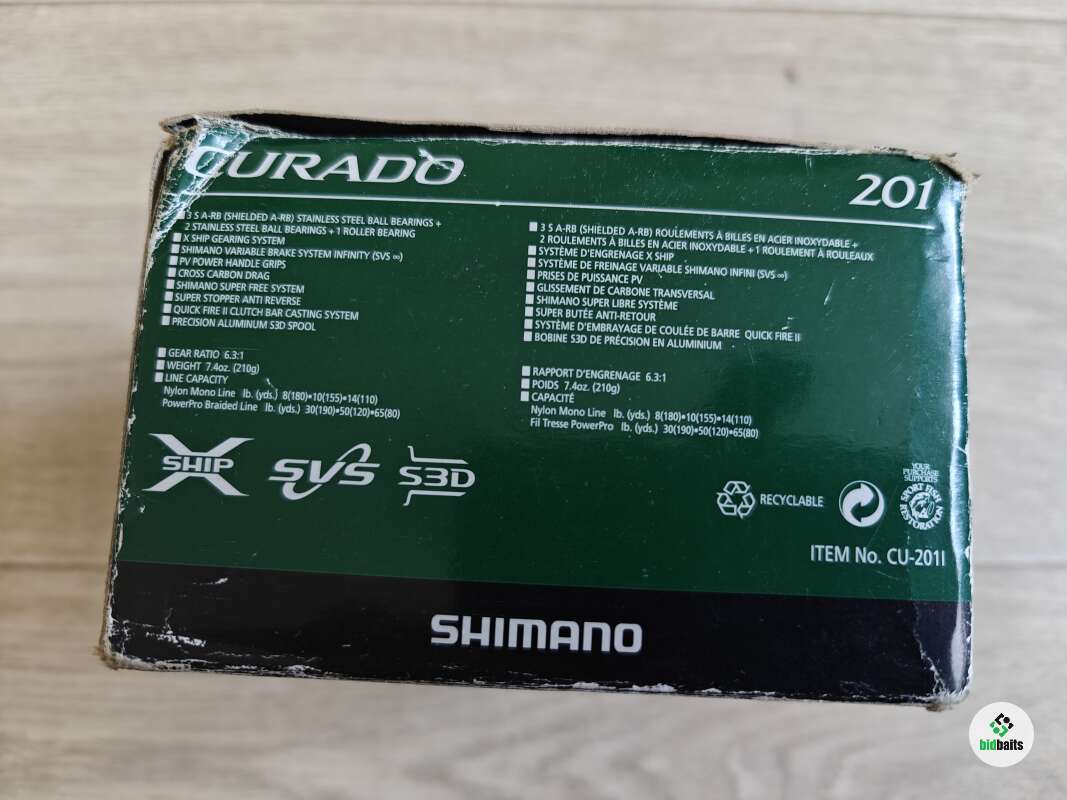 CURADO
201
3 S A-RB (SHIELDED A-RB) STAINLESS STEEL BALL BEARINGS +
2 STAINLESS STEEL BALL BEARINGS + 1 ROLLER BEARING
X SHIP GEARING SYSTEM
SHIMANO VARIABLE BRAKE SYSTEM INFINITY (SVS ∞)
PV POWER HANDLE GRIPS
CROSS CARBON DRAG
SHIMANO SUPER FREE SYSTEM
SUPER STOPPER ANTI REVERSE
QUICK FIRE II CLUTCH BAR CASTING SYSTEM
PRECISION ALUMINUM S3D SPOOL
GEAR RATIO 6.3:1
WEIGHT 7.4oz. (210g)
LINE CAPACITY
Nylon Mono Line lb. (yds.) 8(180)•10(155)•14(110)
PowerPro Braided Line lb. (yds.) 30(190)•50(120)•65(80)
3 S A-RB (SHIELDED A-RB) ROULEMENTS À BILLES EN ACIER INOXYDABLE +
2 ROULEMENTS À BILLES EN ACIER INOXYDABLE + 1 ROULEMENT À ROULEAUX
SYSTÈME D'ENGRENAGE X SHIP
SYSTÈME DE FREINAGE VARIABLE SHIMANO INFINI (SVS ∞)
PRISES DE PUISSANCE PV
GLISSEMENT DE CARBONE TRANSVERSAL
SHIMANO SUPER LIBRE SYSTÈME
SUPER BUTÉE ANTI-RETOUR
SYSTÈME D'EMBRAYAGE DE COULÉE DE BARRE QUICK FIRE II
BOBINE S3D DE PRÉCISION EN ALUMINIUM
RAPPORT D'ENGRENAGE 6.3:1
POIDS 7.4oz. (210g)
CAPACITÉ
Nylon Mono Line lb. (yds.) 8(180)•10(155)•14(110)
Fil Tresse PowerPro lb. (yds.) 30(190)•50(120)•65(80)
X SHIP
SVS
S3D
RECYCLABLE
YOUR
PURCHASE
SUPPORTS
SPORT FISH
RESTORATION
ITEM No. CU-201I
SHIMANO
bidbaits